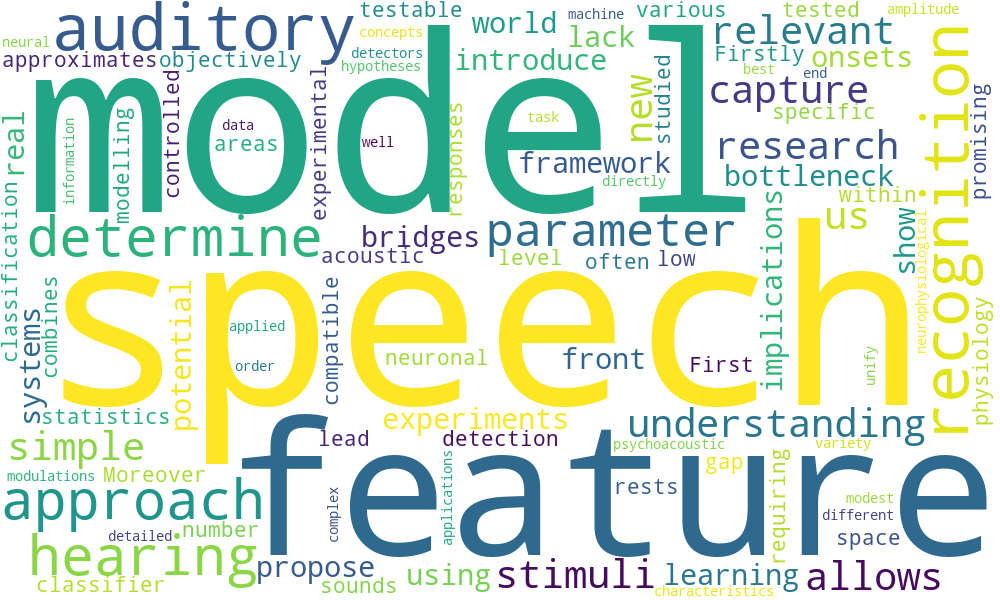 testable
various
tested
amplitude
concepts
machine
auditory
world
lack
relevant
neural
detectors
Firstly
approximates
objectively
hypotheses
introduce
onsets
best
end
model
capture
specific
real
information
modelling
controlled
data
areas
well
experimental
responses
task
framework
directly
new
studied
research
bottleneck
within
recognition
promising
classification
determine
bridges
parameter
us
show
acoustic
level
often
low
implications
neurophysiological
physiology
speech
systems
combines
potential
applied
order
compatible
neuronal
front
First
unify
statistics
experiments
understanding
simple
lead
detection
psychoacoustic
variety
feature
modulations
Moreover
gap
approach
complex
applications
rests
requiring
modest
number
detailed
different
space
hearing
propose
using
stimuli
learning
allows
classifier
sounds
characteristics